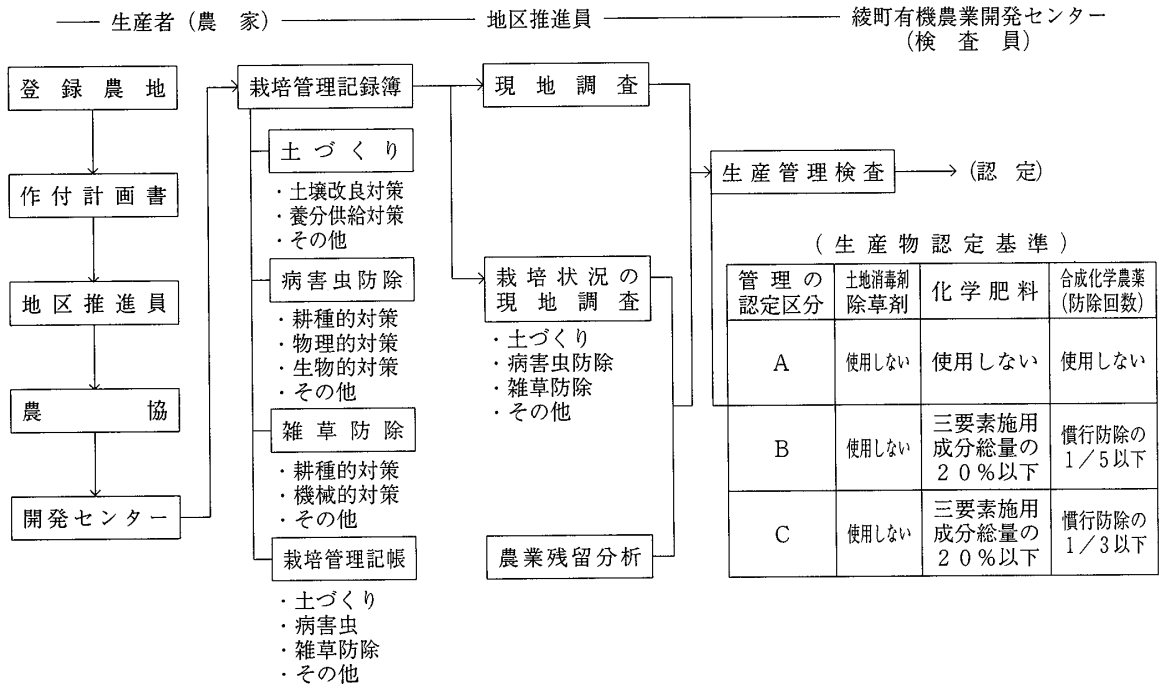 生産者(農家)
地区推進員
綾町有機農業開発センター
(検査員)
登録農地
作付計画書
地区推進員
農協
開発センター
栽培管理記録簿
土づくり
・土壌改良対策
・養分供給対策
・その他
病害虫防除
・耕種的対策
・物理的対策
・生物的対策
・その他
雑草防除
・耕種的対策
・機械的対策
・その他
栽培管理記帳
・土づくり
・病害虫
・雑草防除
・その他
現地調査
栽培状況の
現地調査
・土づくり
・病害虫防除
・雑草防除
・その他
農業残留分析
生産管理検査
(認定)
(生産物認定基準)
管理の
認定区分
土地消毒剤
除草剤
化学肥料
合成化学農薬
(防除回数)
A
使用しない
使用しない
使用しない
B
使用しない
三要素施用
成分総量の
20%以下
慣行防除の
1/5以下
C
使用しない
三要素施用
成分総量の
20%以下
慣行防除の
1/3以下